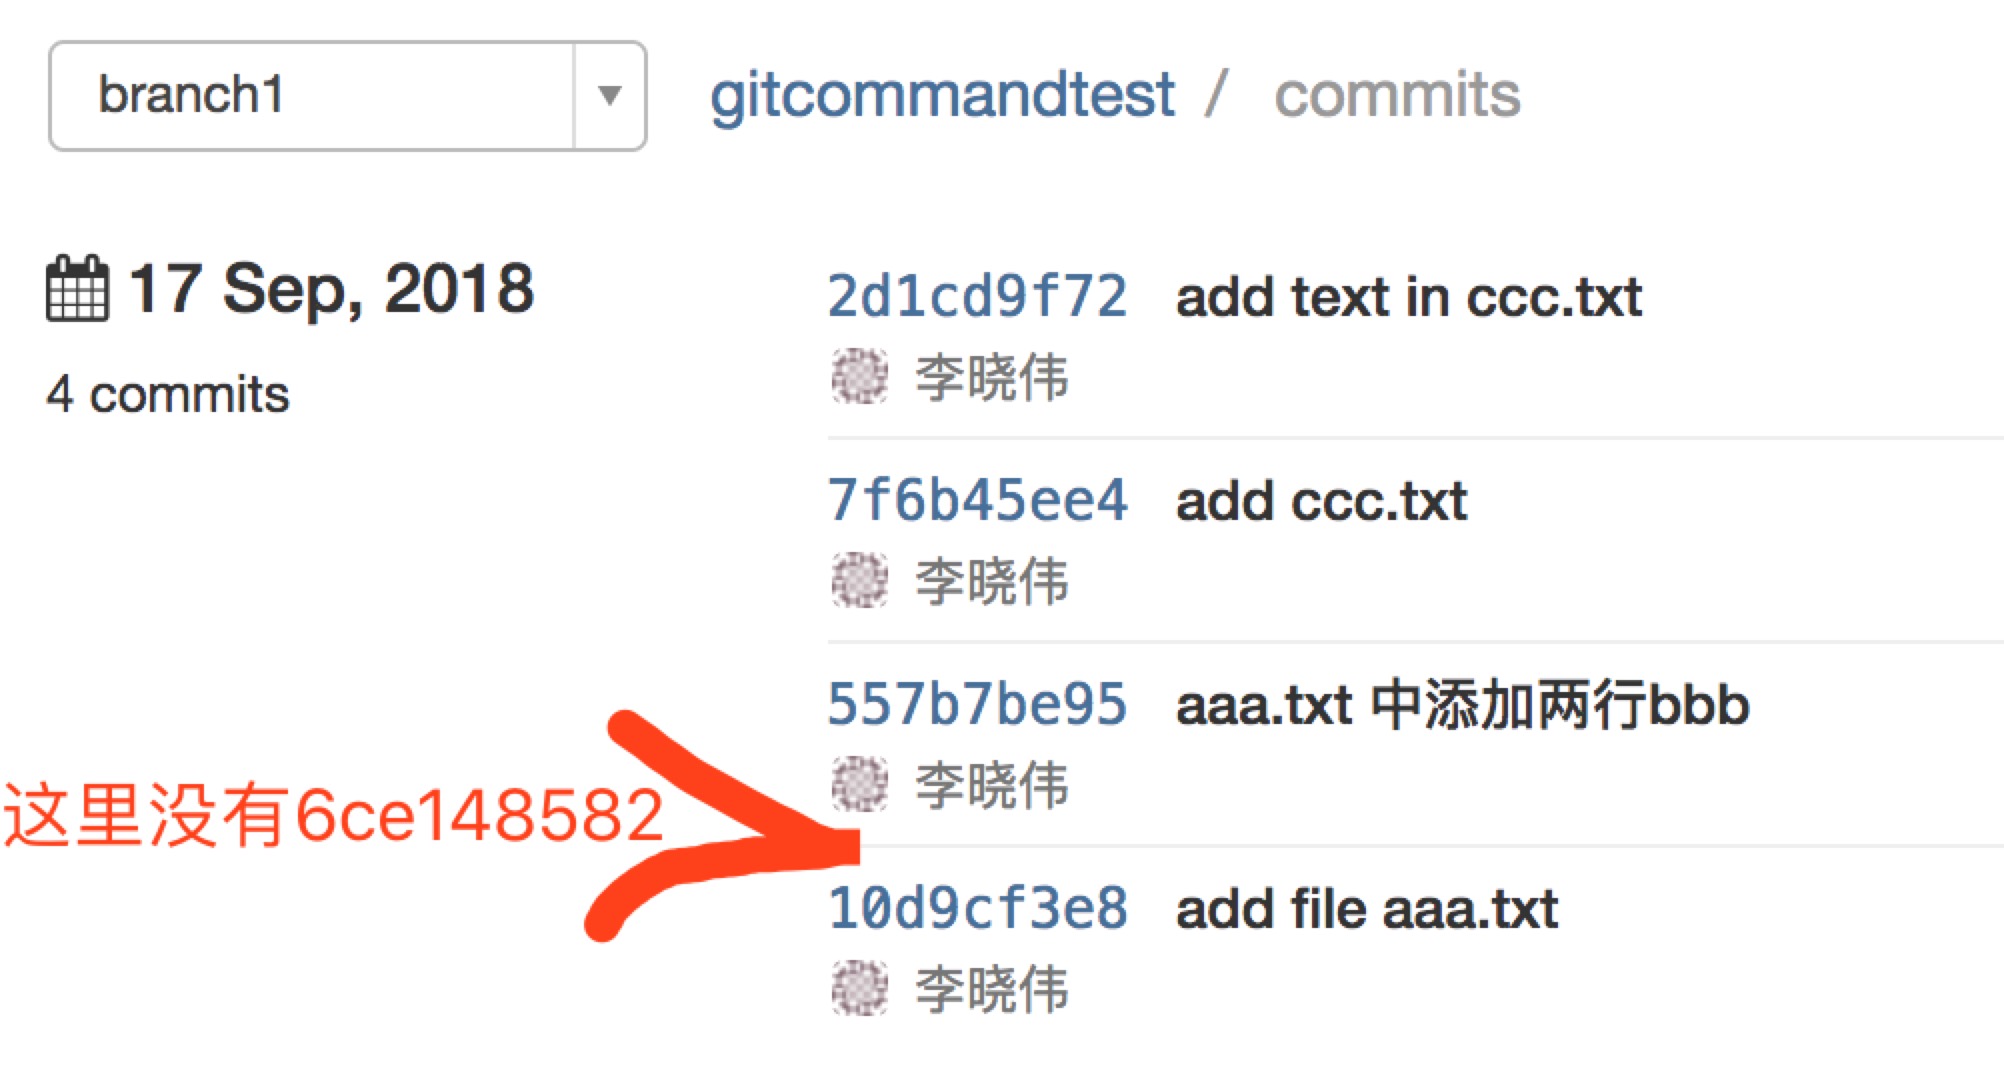 branch1
gitcommandtest / commits
17 Sep, 2018
4 commits
2d1cd9f72 add text in ccc.txt
李晓伟
7f6b45ee4 add ccc.txt
李晓伟
557b7be95 aaa.txt 中添加两行bbb
李晓伟
这里没有6ce148582
10d9cf3e8 add file aaa.txt
李晓伟